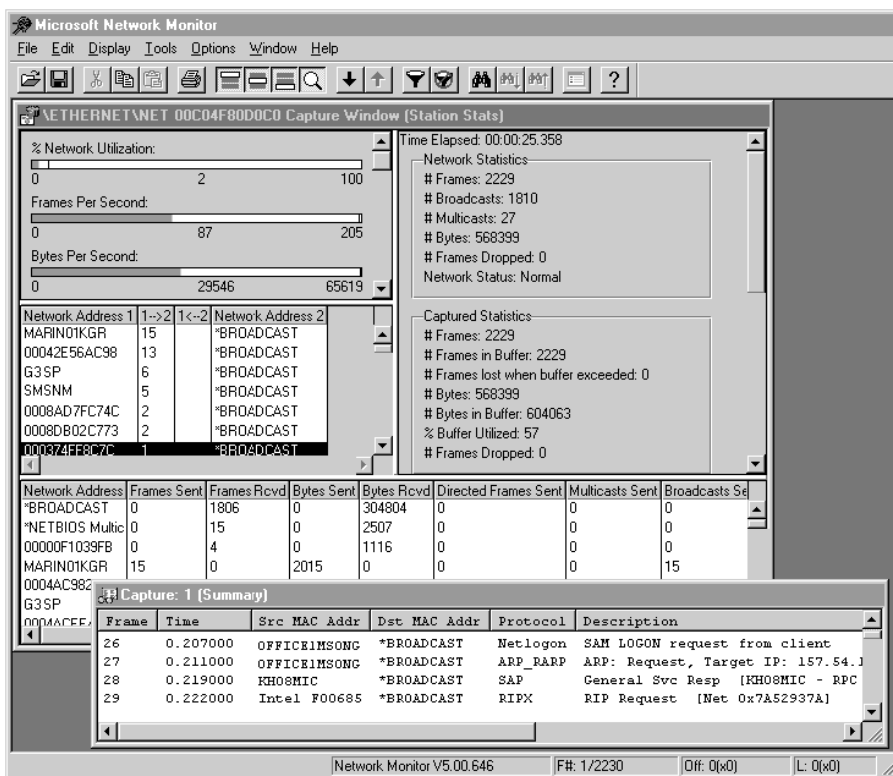 Microsoft Network Monitor
File Edit Display Tools Options Window Help
\ETHERNET\NET 00C04F80D0C0 Capture Window (Station Stats)
% Network Utilization:
0 2 100
Frames Per Second:
0 87 205
Bytes Per Second:
0 29546 65619
Time Elapsed: 00:00:25.358
Network Statistics
# Frames: 2229
# Broadcasts: 1810
# Multicasts: 27
# Bytes: 568399
# Frames Dropped: 0
Network Status: Normal
Captured Statistics
# Frames: 2229
# Frames in Buffer: 2229
# Frames lost when buffer exceeded: 0
# Bytes: 568399
# Bytes in Buffer: 604063
% Buffer Utilized: 57
# Frames Dropped: 0
Network Address 1 1-->2 1<--2 Network Address 2
MARIN01KGR 15 *BROADCAST
00042E56AC98 13 *BROADCAST
G3SP 6 *BROADCAST
SMSNM 5 *BROADCAST
0008AD7FC74C 2 *BROADCAST
0008DB02C773 2 *BROADCAST
000374FF8C7C 1 *BROADCAST
Network Address Frames Sent Frames Rcvd Bytes Sent Bytes Rcvd Directed Frames Sent Multicasts Sent Broadcasts Se
*BROADCAST 0 1806 0 304804 0 0 0
*NETBIOS Multic 0 15 0 2507 0 0 0
00000F1039FB 0 4 0 1116 0 0 0
MARIN01KGR 15 0 2015 0 0 0 15
0004AC982
G3SP
Capture: 1 (Summary)
Frame Time Src MAC Addr Dst MAC Addr Protocol Description
26 0.207000 OFFICE1MSONG *BROADCAST Netlogon SAM LOGON request from client
27 0.211000 OFFICE1MSONG *BROADCAST ARP_RARP ARP: Request, Target IP: 157.54.1
28 0.219000 KH08MIC *BROADCAST SAP General Svc Resp [KH08MIC - RPC
29 0.222000 Intel F00685 *BROADCAST RIPX RIP Request [Net 0x7A52937A]
Network Monitor V5.00.646 F#: 1/2230 Off: 0(x0) L: 0(x0)